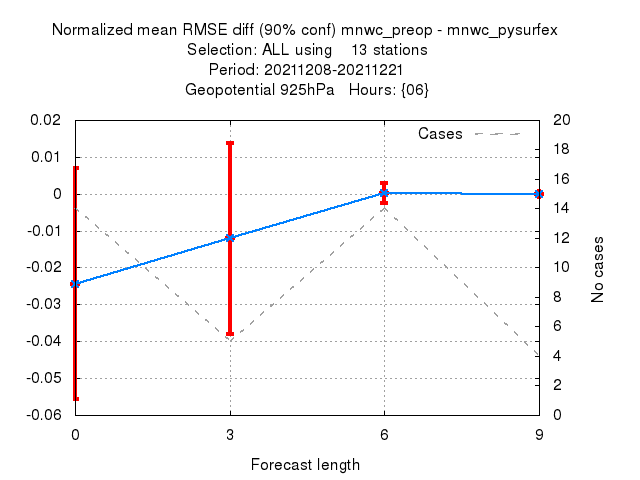 Normalized mean RMSE diff (90% conf) mnwc_preop - mnwc_pysurfex
Selection: ALL using 13 stations
Period: 20211208-20211221
Geopotential 925hPa Hours: {06}
0.02
0.01
0
-0.01
-0.02
-0.03
-0.04
-0.05
-0.06
20
18
16
14
12
10
8
6
4
2
0
Cases
No cases
0 3 6 9
Forecast length